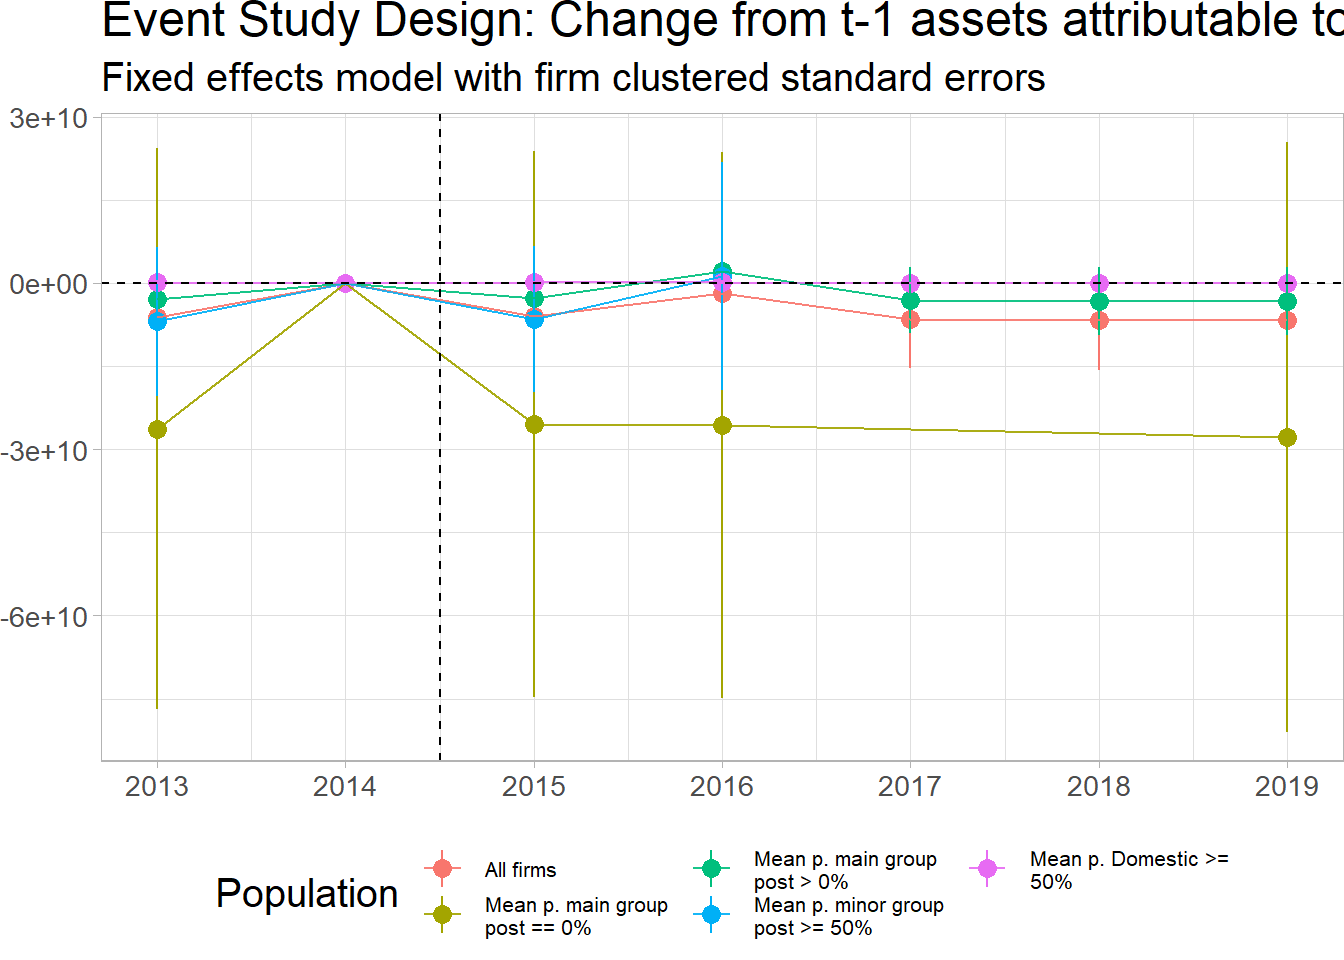 Event Study Design: Change from t-1 assets attributable to
Fixed effects model with firm clustered standard errors
3e+10
0e+00
-3e+10
-6e+10
2013 2014 2015 2016 2017 2018 2019
Population
All firms
Mean p. main group
post == 0%
Mean p. main group
post > 0%
Mean p. minor group
post >= 50%
Mean p. Domestic >=
50%